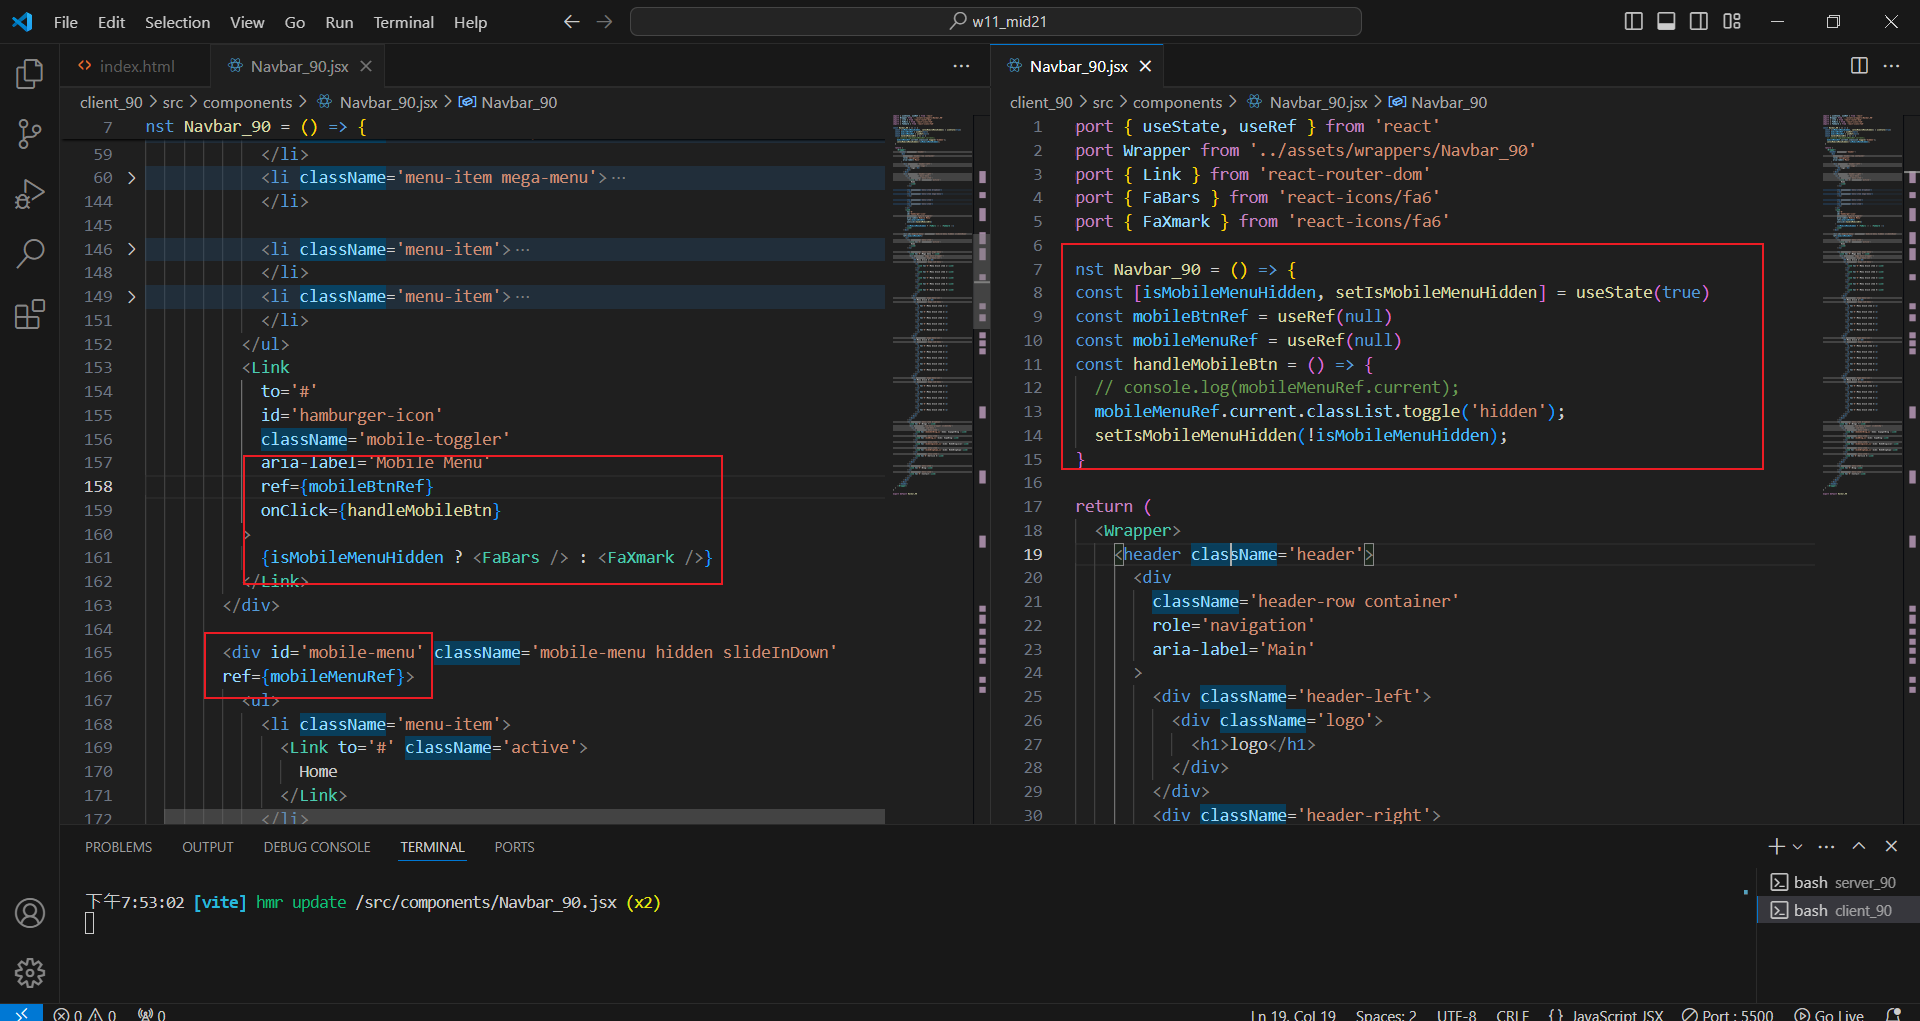 File Edit Selection View Go Run Terminal Help
w11_mid21
index.html
Navbar_90.jsx
client_90 > src > components > Navbar_90.jsx > Navbar_90
7 nst Navbar_90 = () => {
59 </li>
60 <li className='menu-item mega-menu'>···
144 </li>
145
146 <li className='menu-item'>···
148 </li>
149 <li className='menu-item'>···
151 </li>
152 </ul>
153 <Link
154 to='#'
155 id='hamburger-icon'
156 className='mobile-toggler'
157 aria-label='Mobile Menu'
158 ref={mobileBtnRef}
159 onClick={handleMobileBtn}
160 >
161 {isMobileMenuHidden ? <FaBars /> : <FaXmark />}
162 </Link>
163 </div>
164
165 <div id='mobile-menu' className='mobile-menu hidden slideInDown'
166 ref={mobileMenuRef}>
167 <ul>
168 <li className='menu-item'>
169 <Link to='#' className='active'>
170 Home
171 </Link>
172 </li>
Navbar_90.jsx
client_90 > src > components > Navbar_90.jsx > Navbar_90
1 port { useState, useRef } from 'react'
2 port Wrapper from '../assets/wrappers/Navbar_90'
3 port { Link } from 'react-router-dom'
4 port { FaBars } from 'react-icons/fa6'
5 port { FaXmark } from 'react-icons/fa6'
6
7 nst Navbar_90 = () => {
8 const [isMobileMenuHidden, setIsMobileMenuHidden] = useState(true)
9 const mobileBtnRef = useRef(null)
10 const mobileMenuRef = useRef(null)
11 const handleMobileBtn = () => {
12 // console.log(mobileMenuRef.current);
13 mobileMenuRef.current.classList.toggle('hidden');
14 setIsMobileMenuHidden(!isMobileMenuHidden);
15 }
16
17 return (
18 <Wrapper>
19 <header className='header'>
20 <div
21 className='header-row container'
22 role='navigation'
23 aria-label='Main'
24 >
25 <div className='header-left'>
26 <div className='logo'>
27 <h1>logo</h1>
28 </div>
29 </div>
30 <div className='header-right'>
PROBLEMS OUTPUT DEBUG CONSOLE TERMINAL PORTS
下午7:53:02 [vite] hmr update /src/components/Navbar_90.jsx (x2)
bash server_90
bash client_90
0 0 0
Ln 19, Col 19 Spaces: 2 UTF-8 CRLF {} JavaScript JSX Port : 5500 Go Live